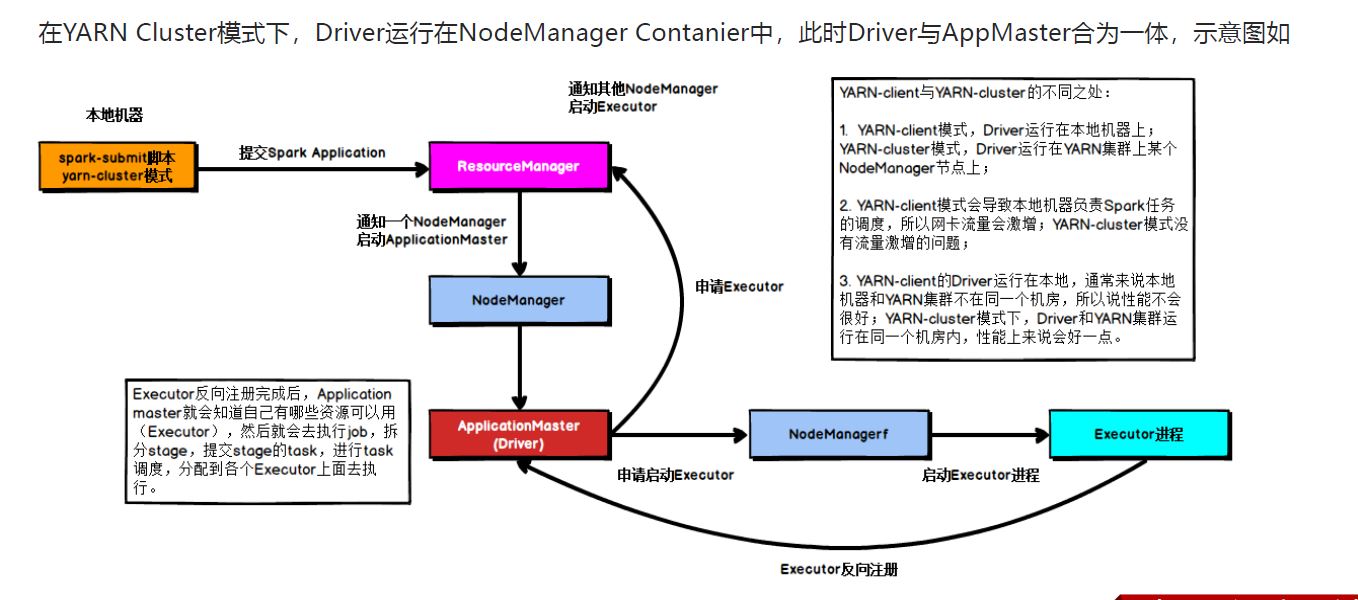 在YARN Cluster模式下，Driver运行在NodeManager Contanier中，此时Driver与AppMaster合为一体，示意图如
通知其他NodeManager
启动Executor
本地机器
spark-submit脚本
yarn-cluster模式
提交Spark Application
ResourceManager
通知一个NodeManager
启动ApplicationMaster
NodeManager
申请Executor
YARN-client与YARN-cluster的不同之处：
1. YARN-client模式，Driver运行在本地机器上；
YARN-cluster模式，Driver运行在YARN集群上某个
NodeManager节点上；
2. YARN-client模式会导致本地机器负责Spark任务
的调度，所以网卡流量会激增；YARN-cluster模式没
有流量激增的问题；
3. YARN-client的Driver运行在本地，通常来说本地
机器和YARN集群不在同一个机房，所以说性能不会
很好；YARN-cluster模式下，Driver和YARN集群运
行在同一个机房内，性能上来说会好一点。
Executor反向注册完成后，Application
master就会知道自己有哪些资源可以用
（Executor），然后就会去执行job，拆
分stage，提交stage的task，进行task
调度，分配到各个Executor上面去执
行。
ApplicationMaster
(Driver)
申请启动Executor
NodeManagerf
启动Executor进程
Executor进程
Executor反向注册